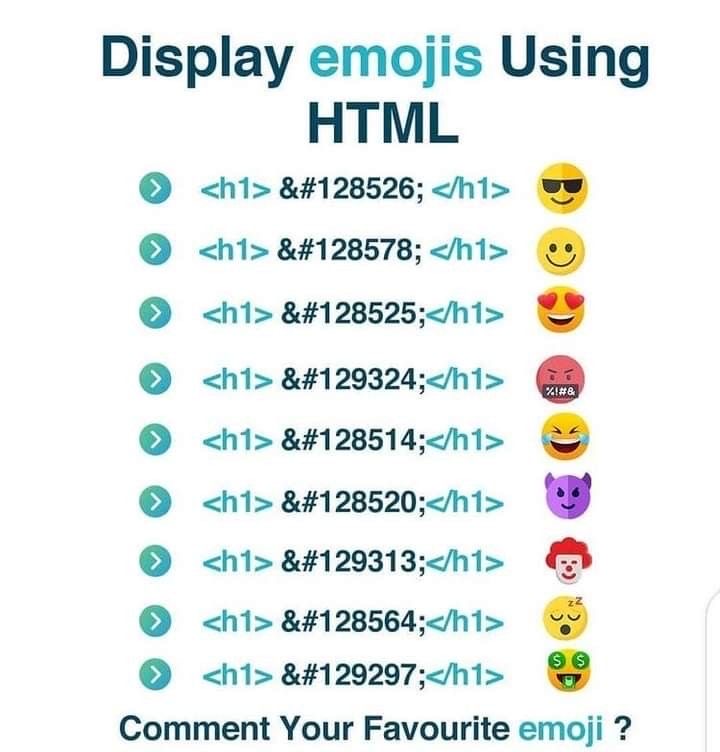 Display emojis Using
HTML
<h1> &#128526; </h1>
<h1> &#128578; </h1>
<h1> &#128525;</h1>
<h1> &#129324;</h1>
%!#&
<h1> &#128514;</h1>
<h1> &#128520;</h1>
<h1> &#129313;</h1>
<h1> &#128564;</h1> zZ
<h1> &#129297;</h1> $ $
Comment Your Favourite emoji ?